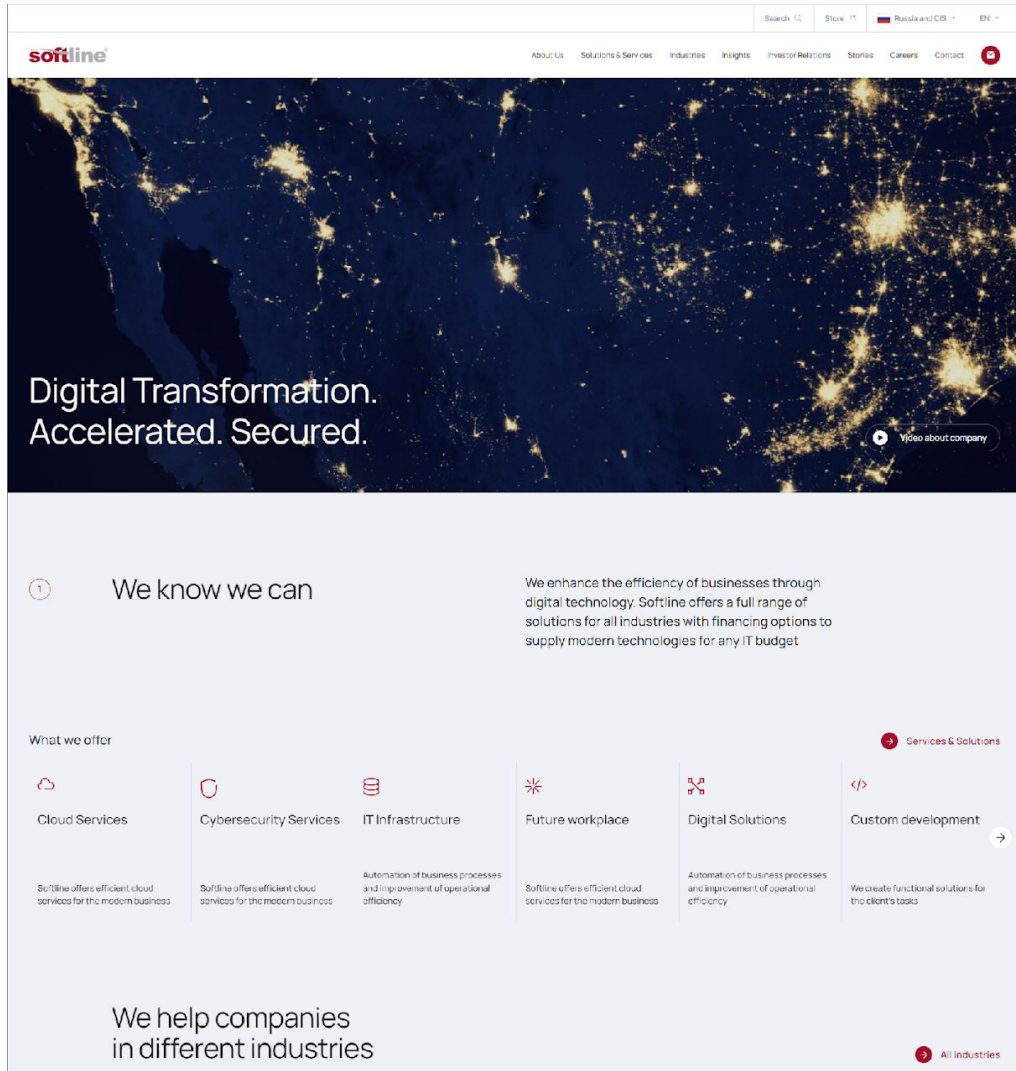 Search
Store
Russia and CIS
EN
softline
About Us
Solutions & Services
Industries
Insights
Investor Relations
Stories
Careers
Contact
Digital Transformation.
Accelerated. Secured.
Video about company
1
We know we can
We enhance the efficiency of businesses through
digital technology. Softline offers a full range of
solutions for all industries with financing options to
supply modern technologies for any IT budget
What we offer
Services & Solutions
Cloud Services
Softline offers efficient cloud
services for the modern business
Cybersecurity Services
Softline offers efficient cloud
services for the modern business
IT Infrastructure
Automation of business processes
and improvement of operational
efficiency
Future workplace
Softline offers efficient cloud
services for the modern business
Digital Solutions
Automation of business processes
and improvement of operational
efficiency
Custom development
We create functional solutions for
the client's tasks
We help companies
in different industries
All industries